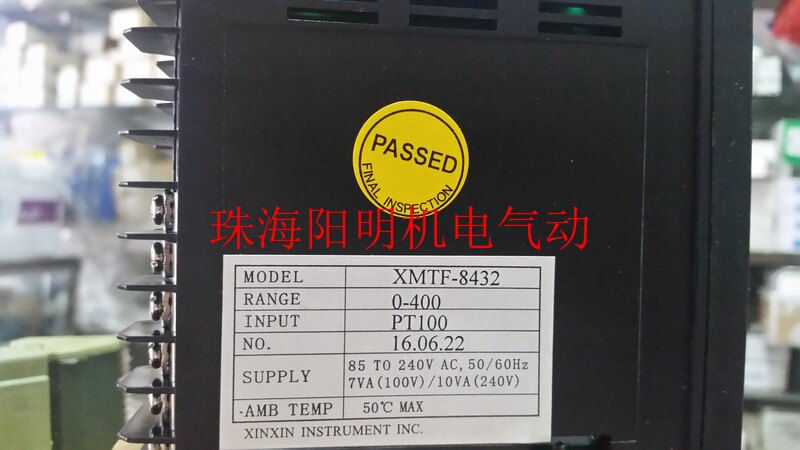 PASSED
FINAL INSPECTION
珠海阳明机电气动
MODEL XMTF-8432
RANGE 0-400
INPUT PT100
NO. 16.06.22
SUPPLY 85 TO 240V AC, 50/60Hz
7VA(100V)/10VA(240V)
·AMB TEMP 50℃ MAX
XINXIN INSTRUMENT INC.